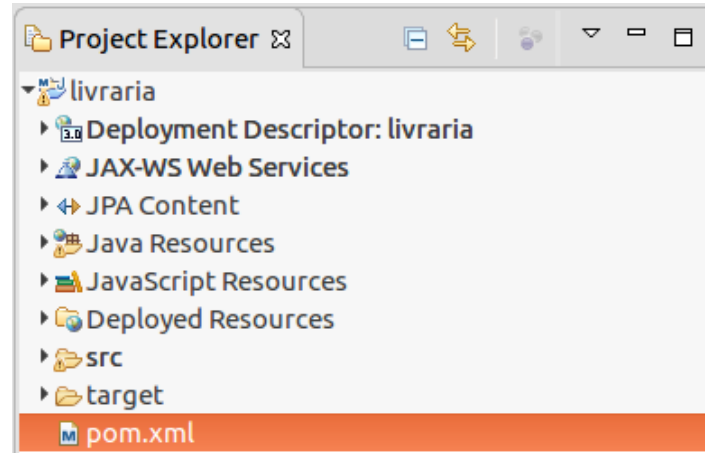 Project Explorer
livraria
Deployment Descriptor: livraria
JAX-WS Web Services
JPA Content
Java Resources
JavaScript Resources
Deployed Resources
src
target
pom.xml